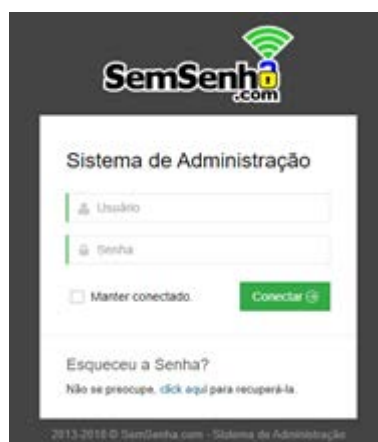 SemSenha
.com
Sistema de Administração
Usuário
Senha
Manter conectado.
Conectar
Esqueceu a Senha?
Não se preocupe, click aqui para recuperá-la.
2013-2018 © SemSenha.com - Sistema de Administração